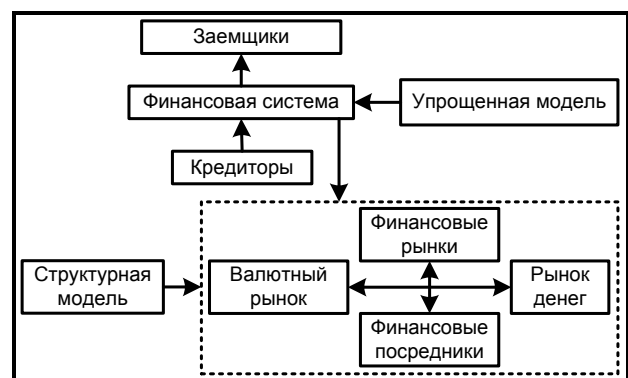 Заемщики
Финансовая система
Упрощенная модель
Кредиторы
Финансовые
рынки
Структурная
модель
Валютный
рынок
Рынок
денег
Финансовые
посредники